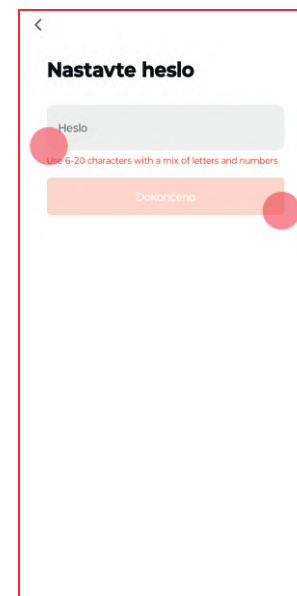 Nastavte heslo
Heslo
Use 6-20 characters with a mix of letters and numbers
Dokončeno